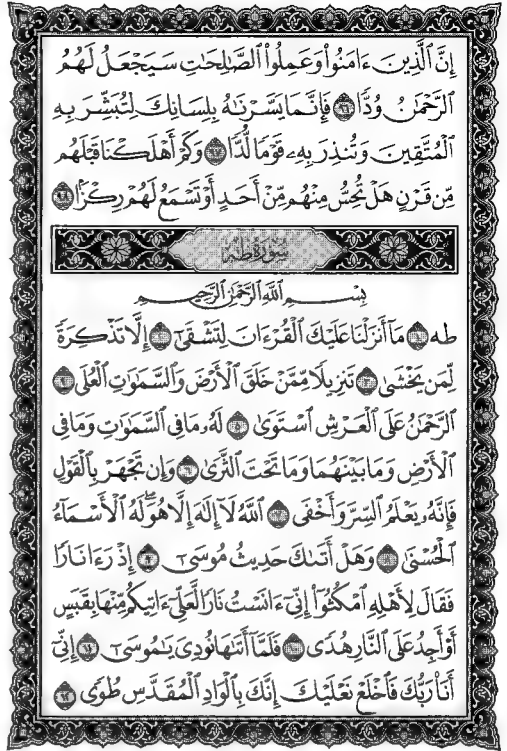 إِنَّ ٱلَّذِينَ ءَامَنُوا۟ وَعَمِلُوا۟ ٱلصَّٰلِحَٰتِ سَيَجْعَلُ لَهُمُ
ٱلرَّحْمَٰنُ وُدًّا ٩٦ فَإِنَّمَا يَسَّرْنَٰهُ بِلِسَانِكَ لِتُبَشِّرَ بِهِ
ٱلْمُتَّقِينَ وَتُنذِرَ بِهِۦ قَوْمًا لُّدًّا ٩٧ وَكَمْ أَهْلَكْنَا قَبْلَهُم
مِّن قَرْنٍ هَلْ تُحِسُّ مِنْهُم مِّنْ أَحَدٍ أَوْ تَسْمَعُ لَهُمْ رِكْزًۢا ٩٨
سُورَةُ طه
بِسْمِ ٱللَّهِ ٱلرَّحْمَٰنِ ٱلرَّحِيمِ
طه ١ مَآ أَنزَلْنَا عَلَيْكَ ٱلْقُرْءَانَ لِتَشْقَىٰٓ ٢ إِلَّا تَذْكِرَةً
لِّمَن يَخْشَىٰ ٣ تَنزِيلًا مِّمَّنْ خَلَقَ ٱلْأَرْضَ وَٱلسَّمَٰوَٰتِ ٱلْعُلَى ٤
ٱلرَّحْمَٰنُ عَلَى ٱلْعَرْشِ ٱسْتَوَىٰ ٥ لَهُۥ مَا فِى ٱلسَّمَٰوَٰتِ وَمَا فِى
ٱلْأَرْضِ وَمَا بَيْنَهُمَا وَمَا تَحْتَ ٱلثَّرَىٰ ٦ وَإِن تَجْهَرْ بِٱلْقَوْلِ
فَإِنَّهُۥ يَعْلَمُ ٱلسِّرَّ وَأَخْفَى ٧ ٱللَّهُ لَآ إِلَٰهَ إِلَّا هُوَ ۖ لَهُ ٱلْأَسْمَآءُ
ٱلْحُسْنَىٰ ٨ وَهَلْ أَتَىٰكَ حَدِيثُ مُوسَىٰٓ ٩ إِذْ رَءَا نَارًا
فَقَالَ لِأَهْلِهِ ٱمْكُثُوٓا۟ إِنِّىٓ ءَانَسْتُ نَارًا لَّعَلِّىٓ ءَاتِيكُم مِّنْهَا بِقَبَسٍ
أَوْ أَجِدُ عَلَى ٱلنَّارِ هُدًى ١٠ فَلَمَّآ أَتَىٰهَا نُودِىَ يَٰمُوسَىٰٓ ١١ إِنِّىٓ
أَنَا۠ رَبُّكَ فَٱخْلَعْ نَعْلَيْكَ ۖ إِنَّكَ بِٱلْوَادِ ٱلْمُقَدَّسِ طُوًى ١٢